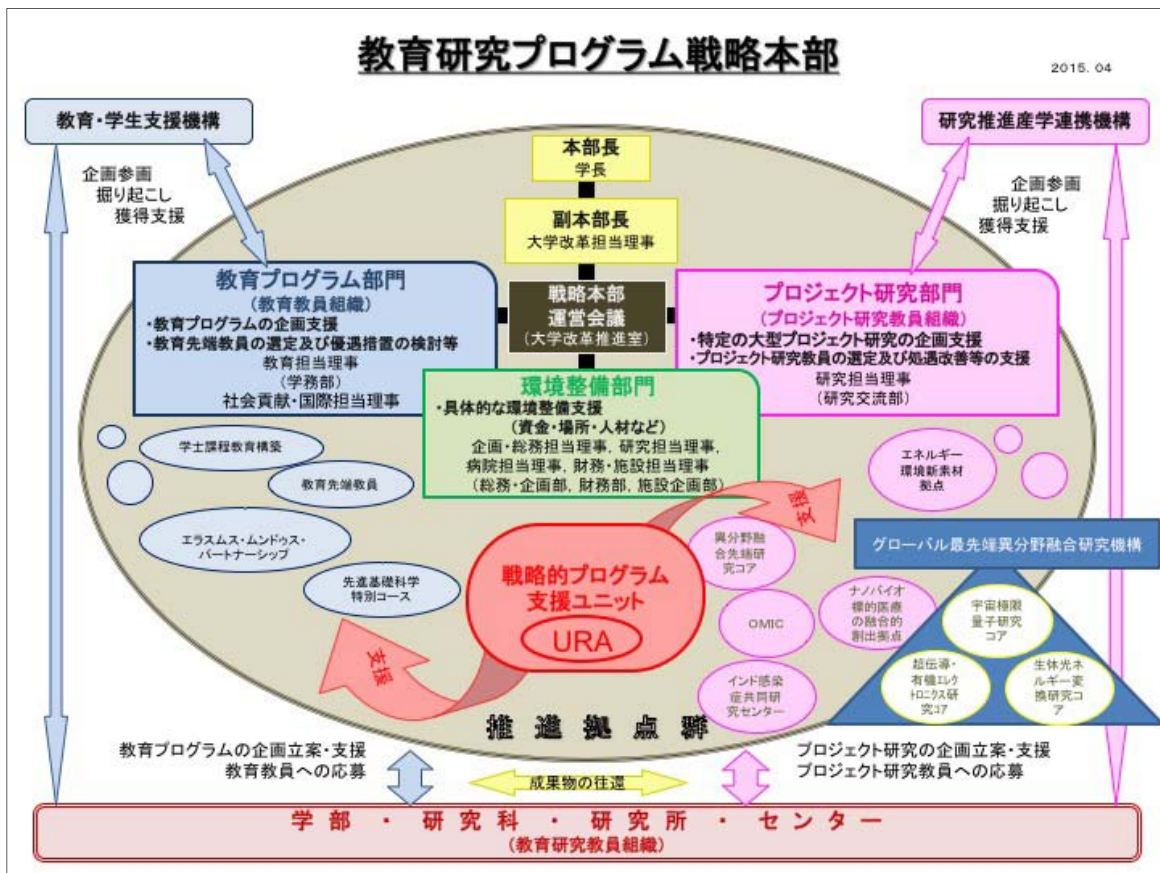 教育研究プログラム戦略本部
2015.04
教育・学生支援機構
研究推進産学連携機構
企画参画
掘り起こし
獲得支援
本部長
学長
副本部長
大学改革担当理事
企画参画
掘り起こし
獲得支援
教育プログラム部門
(教育教員組織)
・教育プログラムの企画支援
・教育先端教員の選定及び優遇措置の検討等
教育担当理事
(学務部)
社会貢献・国際担当理事
戦略本部
運営会議
(大学改革推進室)
プロジェクト研究部門
(プロジェクト研究教員組織)
・特定の大型プロジェクト研究の企画支援
・プロジェクト研究教員の選定及び処遇改善等の支援
研究担当理事
(研究交流部)
環境整備部門
・具体的な環境整備支援
(資金・場所・人材など)
企画・総務担当理事, 研究担当理事,
病院担当理事, 財務・施設担当理事
(総務・企画部, 財務部, 施設企画部)
学士課程教育構築
教育先端教員
エラスムス・ムンドゥス・
パートナーシップ
先進基礎科学
特別コース
戦略的プログラム
支援ユニット
URA
支援
支援
エネルギー
環境新素材
拠点
異分野融
合先端研
究コア
グローバル最先端異分野融合研究機構
OMIC
ナノバイオ
標的医療
の融合的
創出拠点
宇宙極限
量子研究
コア
インド感染
症共同研
究センター
超伝導・
有機エレク
トロニクス研
究コア
生体光エネ
ルギー変
換研究コ
ア
推進拠点群
教育プログラムの企画立案・支援
教育教員への応募
成果物の往還
プロジェクト研究の企画立案・支援
プロジェクト研究教員への応募
学部・研究科・研究所・センター
(教育研究教員組織)